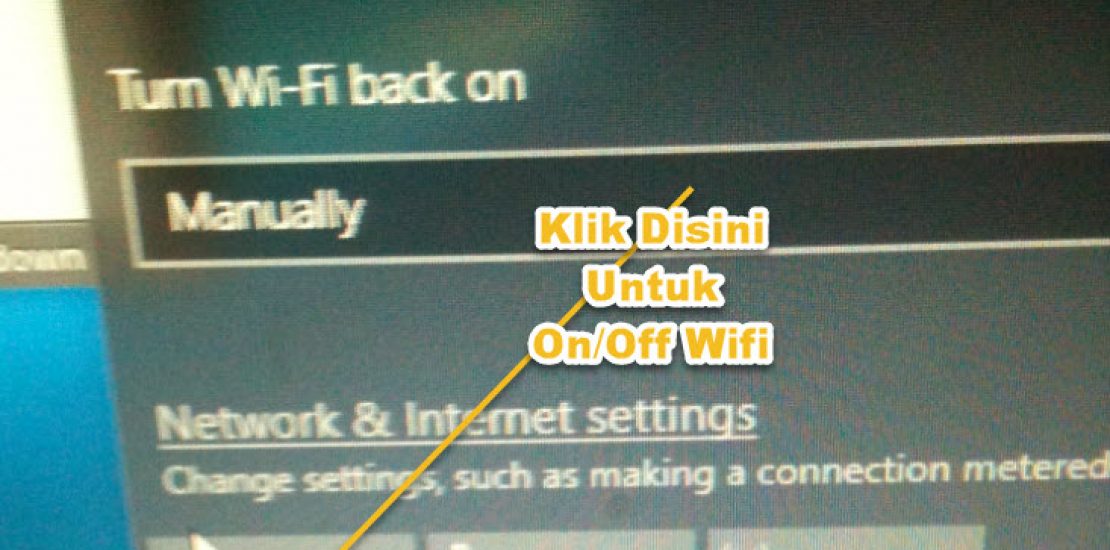 Turn Wi-Fi back on
Manually
Klik Disini
Untuk
On/Off Wifi
Down
Network & Internet settings
Change settings, such as making a connection metered